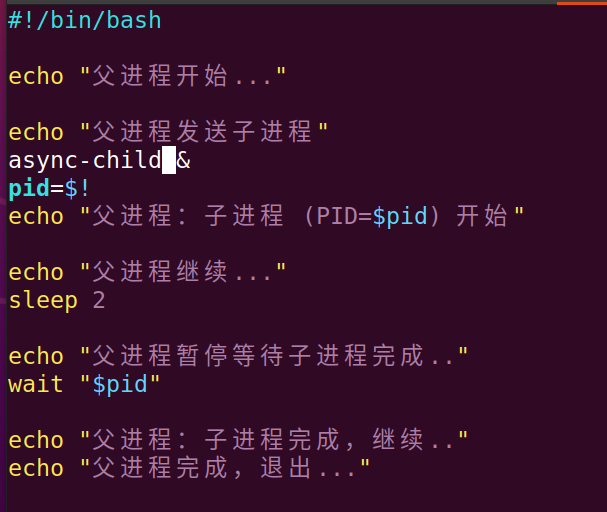 #!/bin/bash
echo "父进程开始..."
echo "父进程发送子进程"
async-child &
pid=$!
echo "父进程：子进程 (PID=$pid) 开始"
echo "父进程继续..."
sleep 2
echo "父进程暂停等待子进程完成.."
wait "$pid"
echo "父进程：子进程完成，继续.."
echo "父进程完成，退出..."